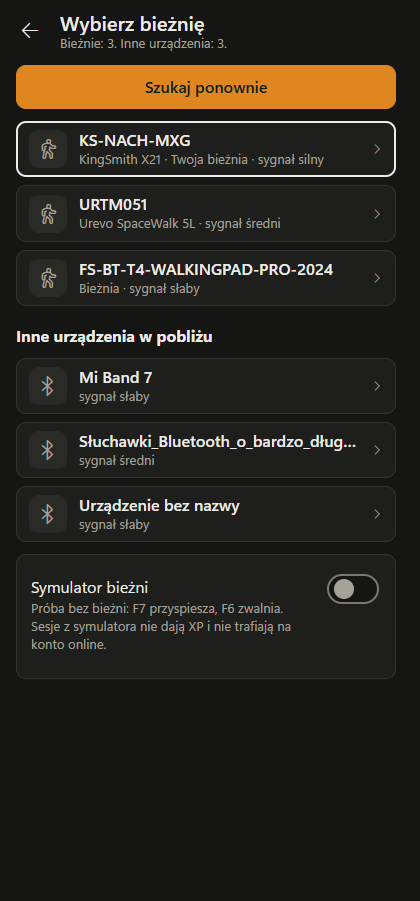 Wybierz bieżnię
Bieżnie: 3. Inne urządzenia: 3.
Szukaj ponownie
KS-NACH-MXG
KingSmith X21 · Twoja bieżnia · sygnał silny
URTM051
Urevo SpaceWalk 5L · sygnał średni
FS-BT-T4-WALKINGPAD-PRO-2024
Bieżnia · sygnał słaby
Inne urządzenia w pobliżu
Mi Band 7
sygnał słaby
Słuchawki_Bluetooth_o_bardzo_dług...
sygnał średni
Urządzenie bez nazwy
sygnał słaby
Symulator bieżni
Próba bez bieżni: F7 przyspiesza, F6 zwalnia.
Sesje z symulatora nie dają XP i nie trafiają na
konto online.